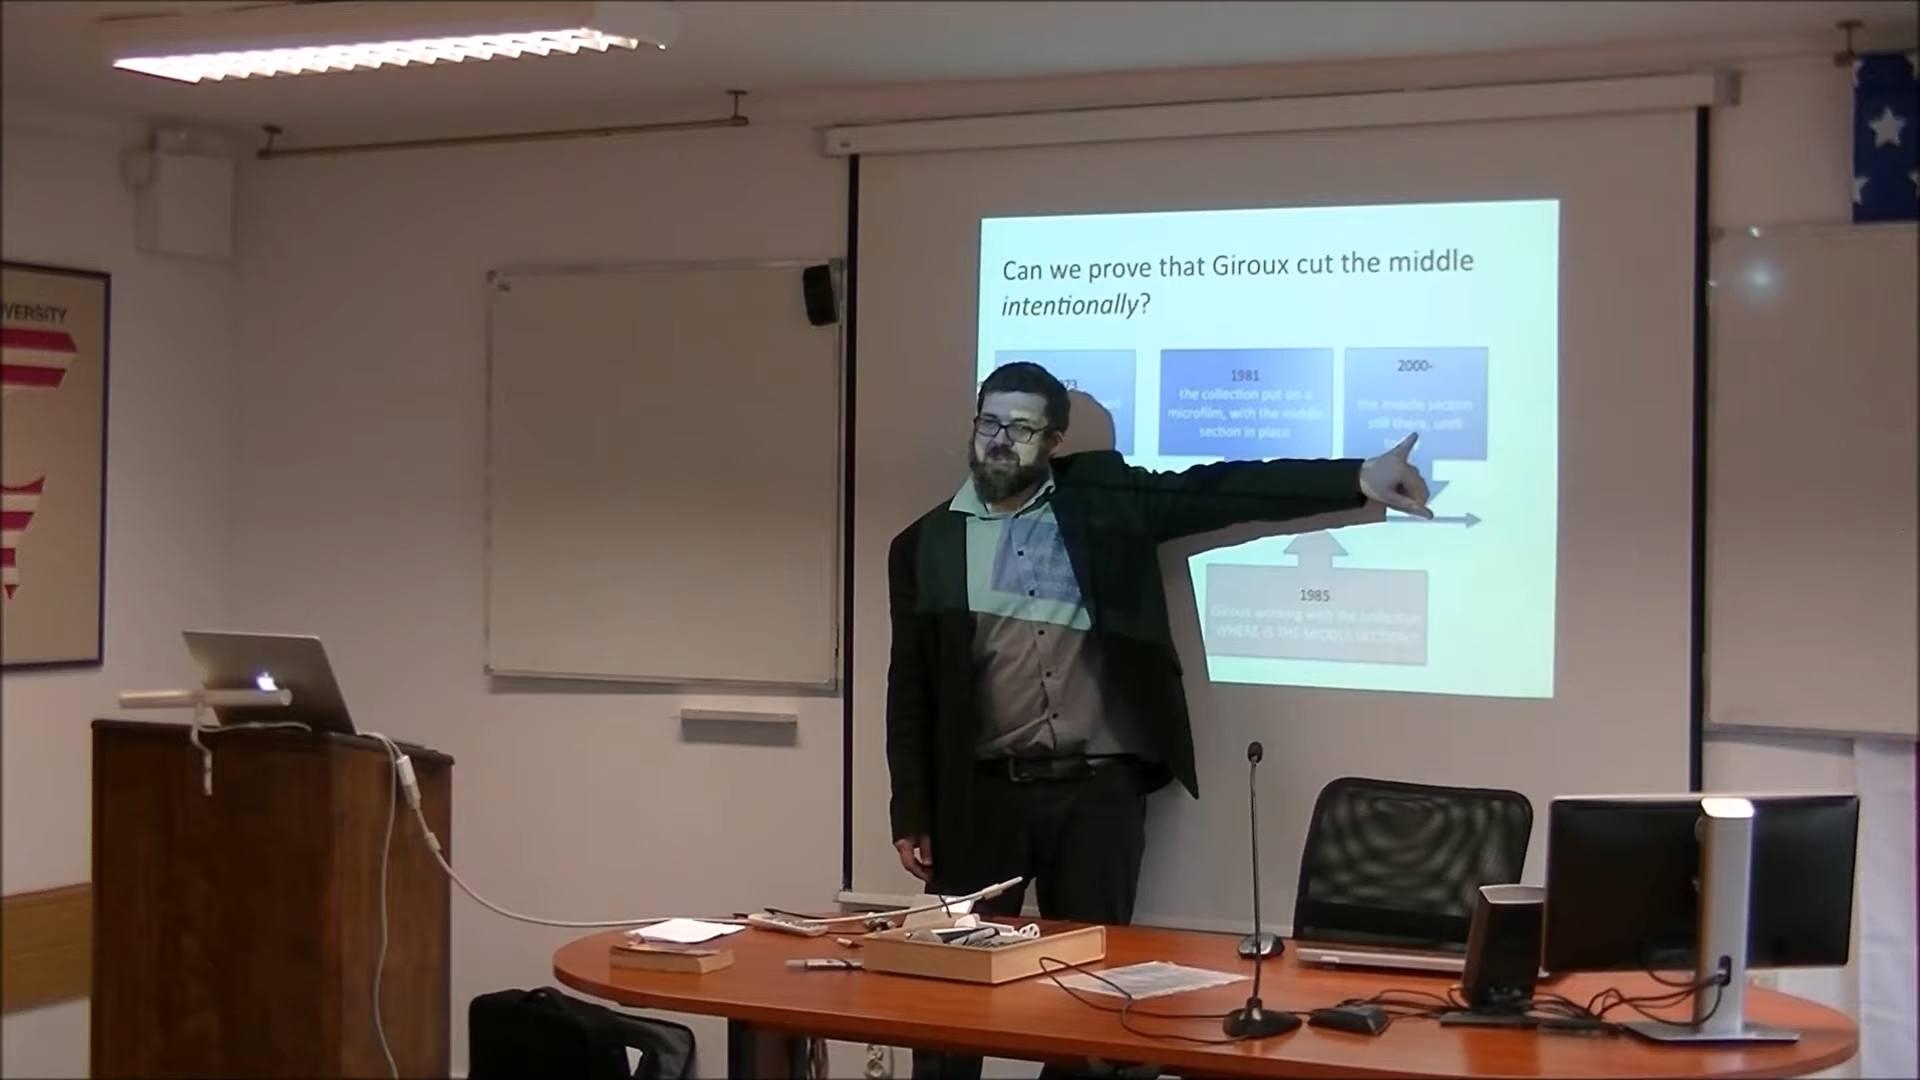 VERSITY
Can we prove that Giroux cut the middle
intentionally?
73
1981
the collection put on a
microfilm, with the middle
section in place
2000-
the middle section
still there, until
1985
Giroux working with the collection
WHERE IS THE MIDDLE SECTION?